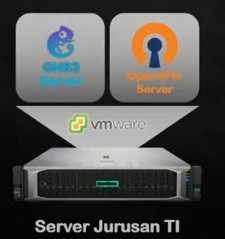 GNS3
Server
OpenVPN
Server
vmware
Server Jurusan TI